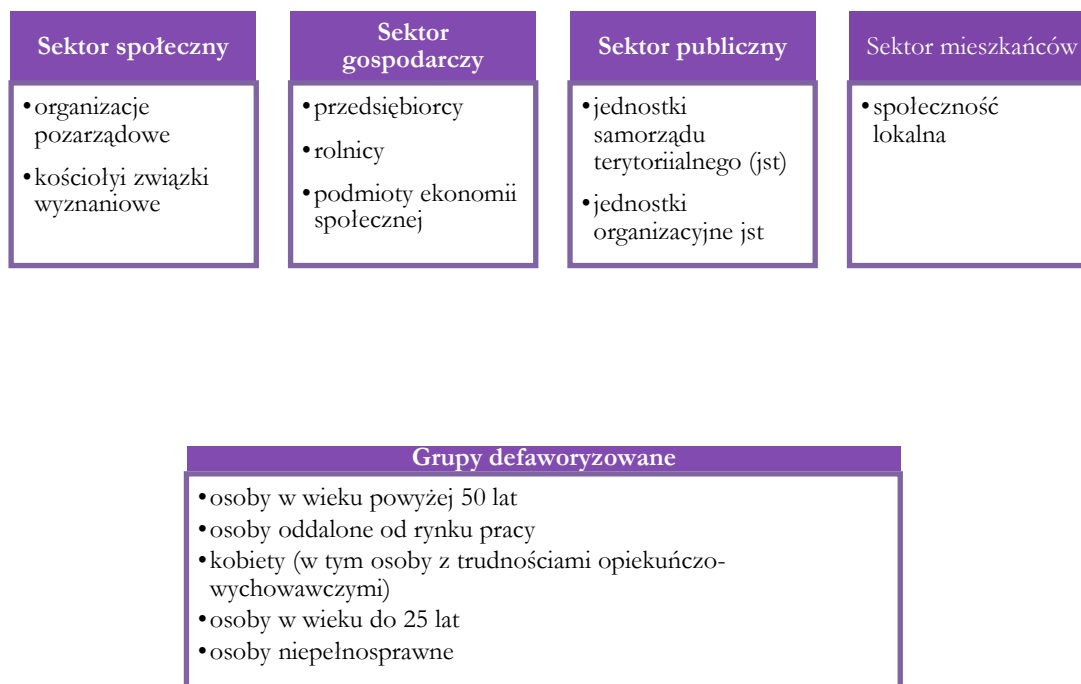 Sektor społeczny
•organizacje
pozarządowe
•kościołyi związki
wyznaniowe
Sektor
gospodarczy
•przedsiębiorcy
•rolnicy
•podmioty ekonomii
społecznej
Sektor publiczny
•jednostki
samorządu
terytoriialnego (jst)
•jednostki
organizacyjne jst
Sektor mieszkańców
•społeczność
lokalna
Grupy defaworyzowane
•osoby w wieku powyżej 50 lat
•osoby oddalone od rynku pracy
•kobiety (w tym osoby z trudnościami opiekuńczo-
wychowawczymi)
•osoby w wieku do 25 lat
•osoby niepełnosprawne